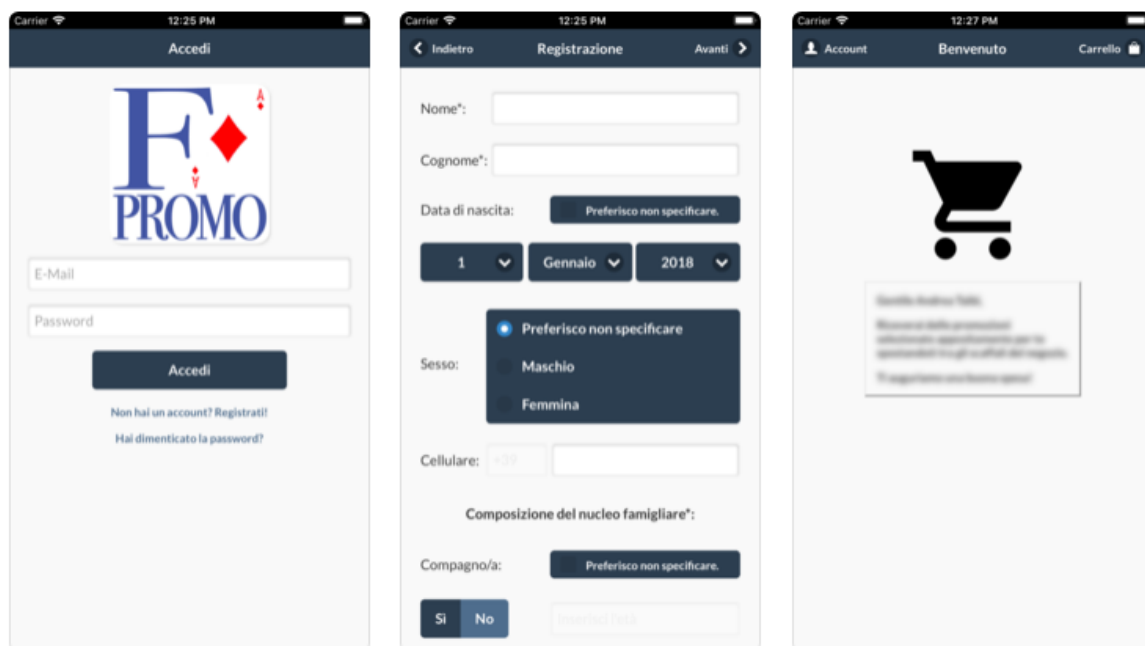 Carrier 12:25 PM
Accedi
A
F
A
PROMO
E-Mail
Password
Accedi
Non hai un account? Registrati!
Hai dimenticato la password?
Carrier 12:25 PM
Indietro Registrazione Avanti
Nome*:
Cognome*:
Data di nascita: Preferisco non specificare.
1 Gennaio 2018
Preferisco non specificare
Sesso: Maschio
Femmina
Cellulare: +39
Composizione del nucleo famigliare*:
Compagno/a: Preferisco non specificare.
Sì No
Carrier 12:27 PM
Account Benvenuto Carrello